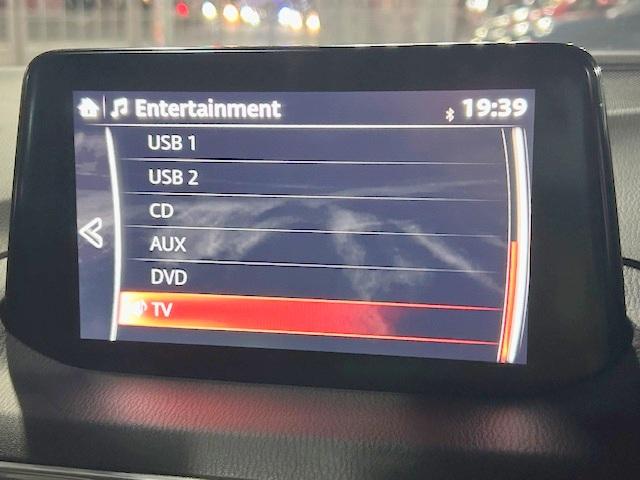 Entertainment 19:39
USB 1
USB 2
CD
AUX
DVD
TV